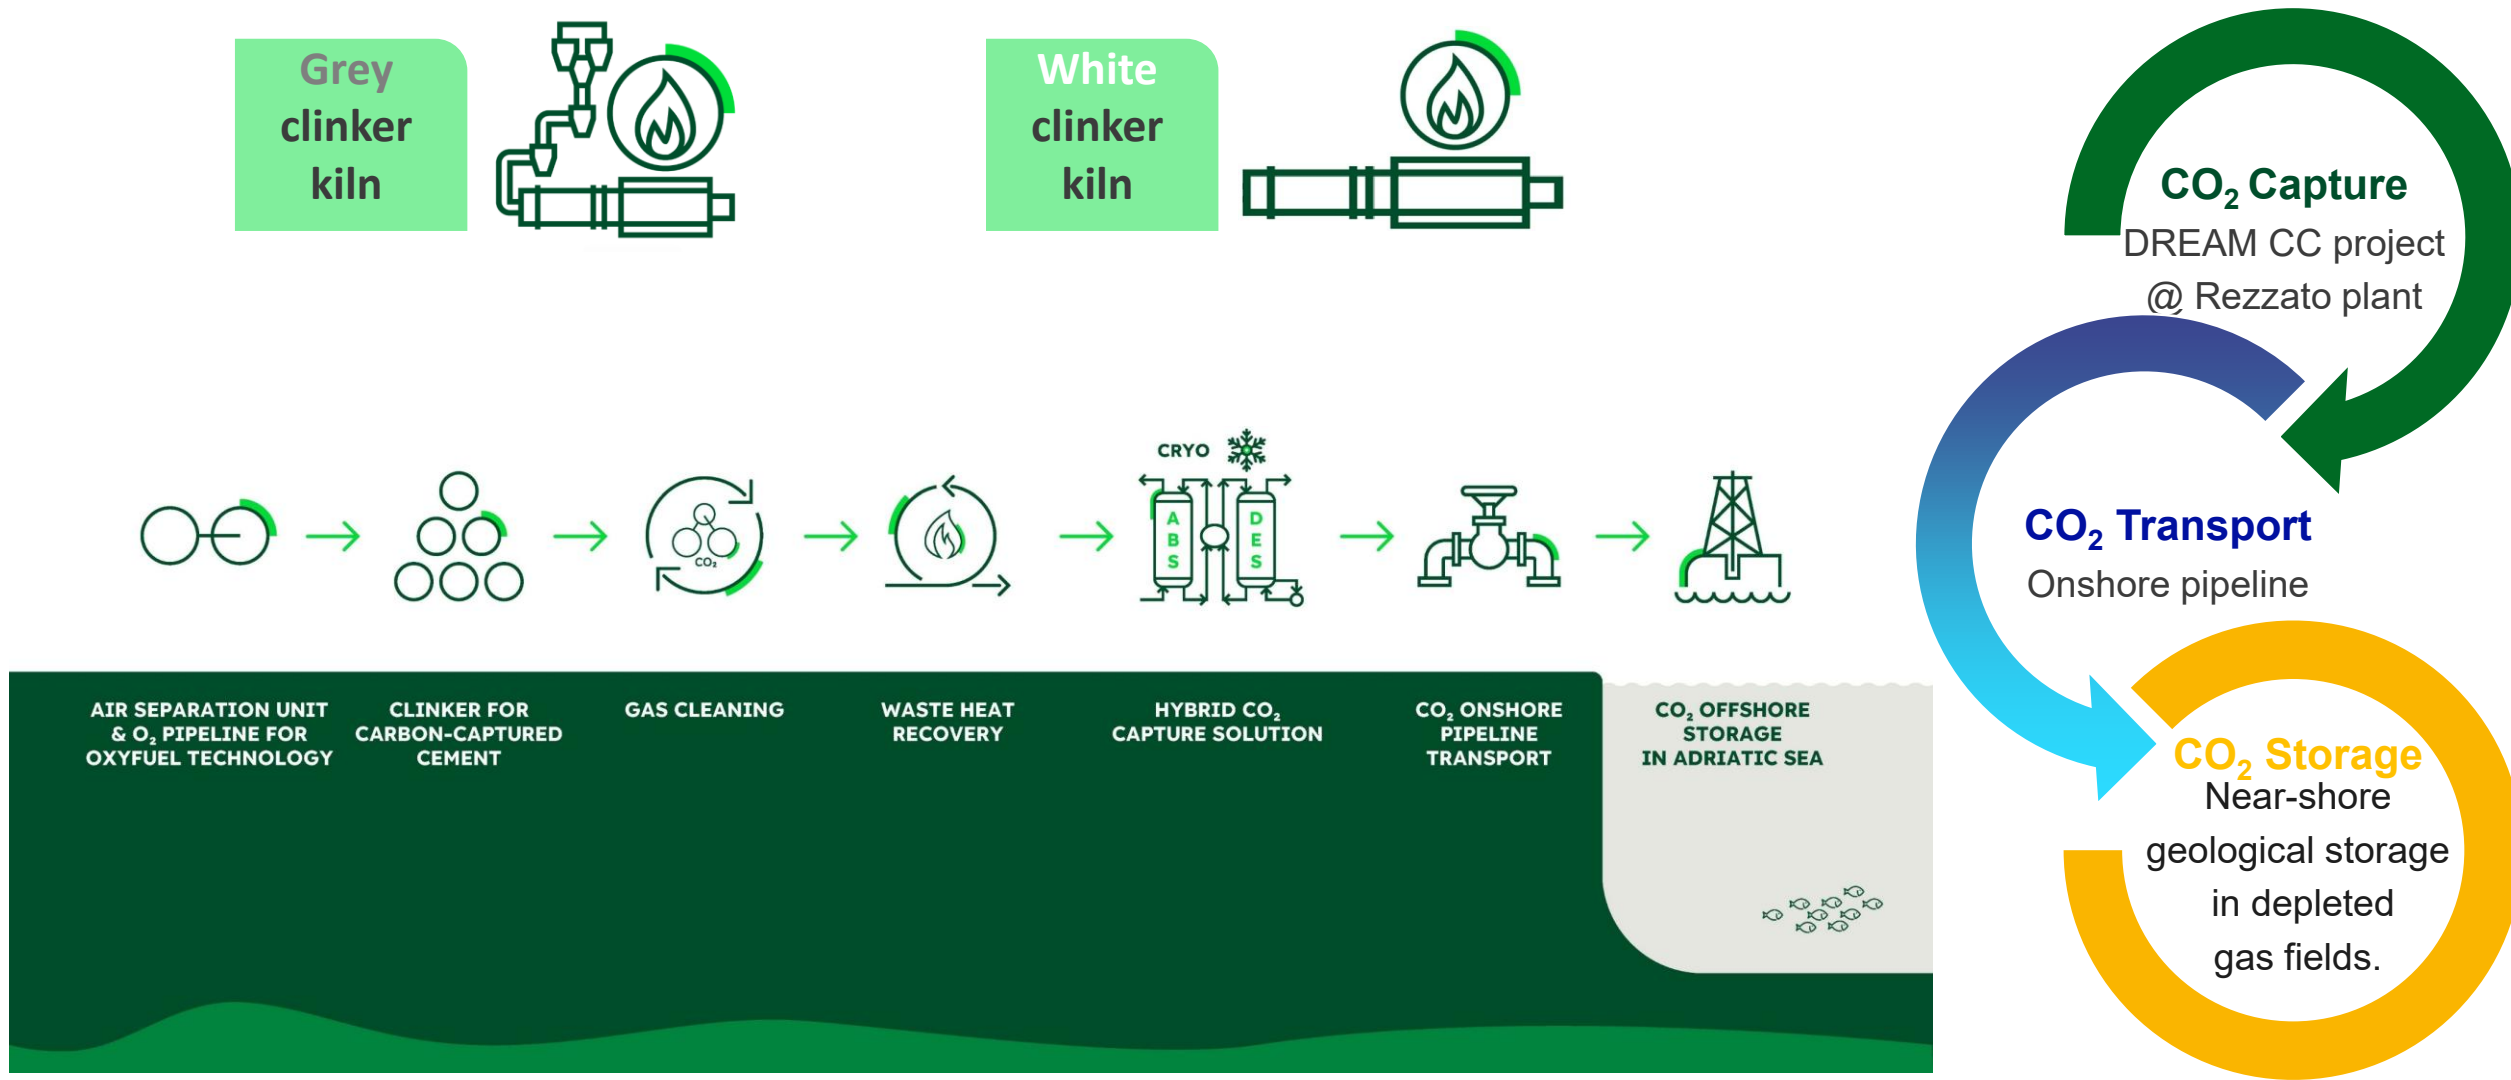 Grey
clinker
kiln
White
clinker
kiln
CO₂ Capture
DREAM CC project
@ Rezzato plant
CO₂ Transport
Onshore pipeline
CO₂ Storage
Near-shore
geological storage
in depleted
gas fields.
CO₂
CRYO
ABS
DES
AIR SEPARATION UNIT
& O₂ PIPELINE FOR
OXYFUEL TECHNOLOGY
CLINKER FOR
CARBON-CAPTURED
CEMENT
GAS CLEANING
WASTE HEAT
RECOVERY
HYBRID CO₂
CAPTURE SOLUTION
CO₂ ONSHORE
PIPELINE
TRANSPORT
CO₂ OFFSHORE
STORAGE
IN ADRIATIC SEA